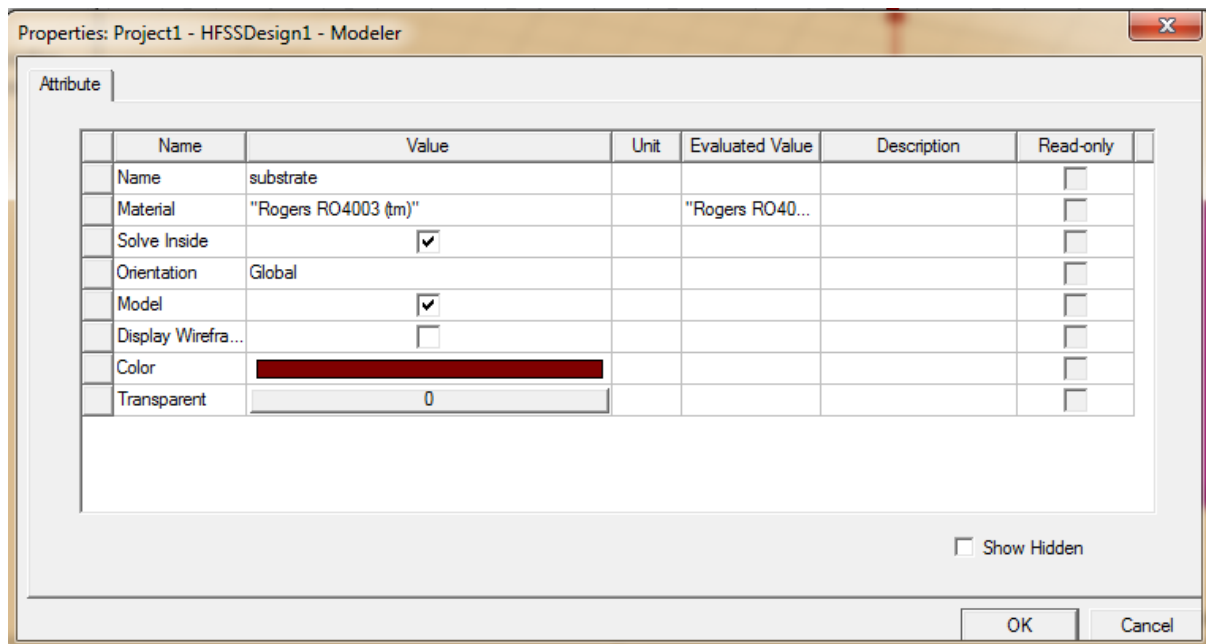 Properties: Project1 - HFSSDesign1 - Modeler
Attribute
Name Value Unit Evaluated Value Description Read-only
Name substrate
Material "Rogers RO4003 (tm)" "Rogers RO40...
Solve Inside
Orientation Global
Model
Display Wirefra...
Color
Transparent 0
Show Hidden
OK Cancel